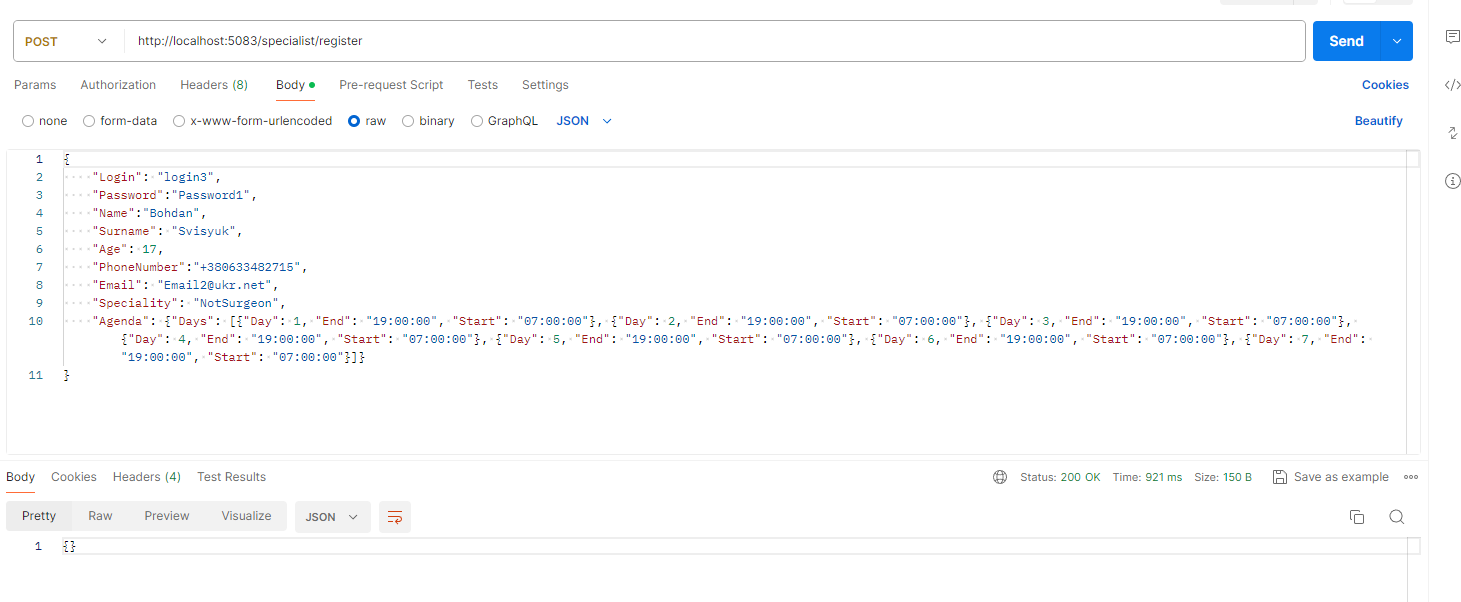 POST http://localhost:5083/specialist/register Send
Params Authorization Headers (8) Body Pre-request Script Tests Settings Cookies
none form-data x-www-form-urlencoded raw binary GraphQL JSON Beautify
1 {
2 "Login": "login3",
3 "Password":"Password1",
4 "Name":"Bohdan",
5 "Surname": "Svisyuk",
6 "Age": 17,
7 "PhoneNumber":"+380633482715",
8 "Email": "Email2@ukr.net",
9 "Speciality": "NotSurgeon",
10 "Agenda": {"Days": [{"Day": 1, "End": "19:00:00", "Start": "07:00:00"}, {"Day": 2, "End": "19:00:00", "Start": "07:00:00"}, {"Day": 3, "End": "19:00:00", "Start": "07:00:00"},
{"Day": 4, "End": "19:00:00", "Start": "07:00:00"}, {"Day": 5, "End": "19:00:00", "Start": "07:00:00"}, {"Day": 6, "End": "19:00:00", "Start": "07:00:00"}, {"Day": 7, "End":
"19:00:00", "Start": "07:00:00"}]}
11 }
Body Cookies Headers (4) Test Results Status: 200 OK Time: 921 ms Size: 150 B Save as example
Pretty Raw Preview Visualize JSON
1 {}